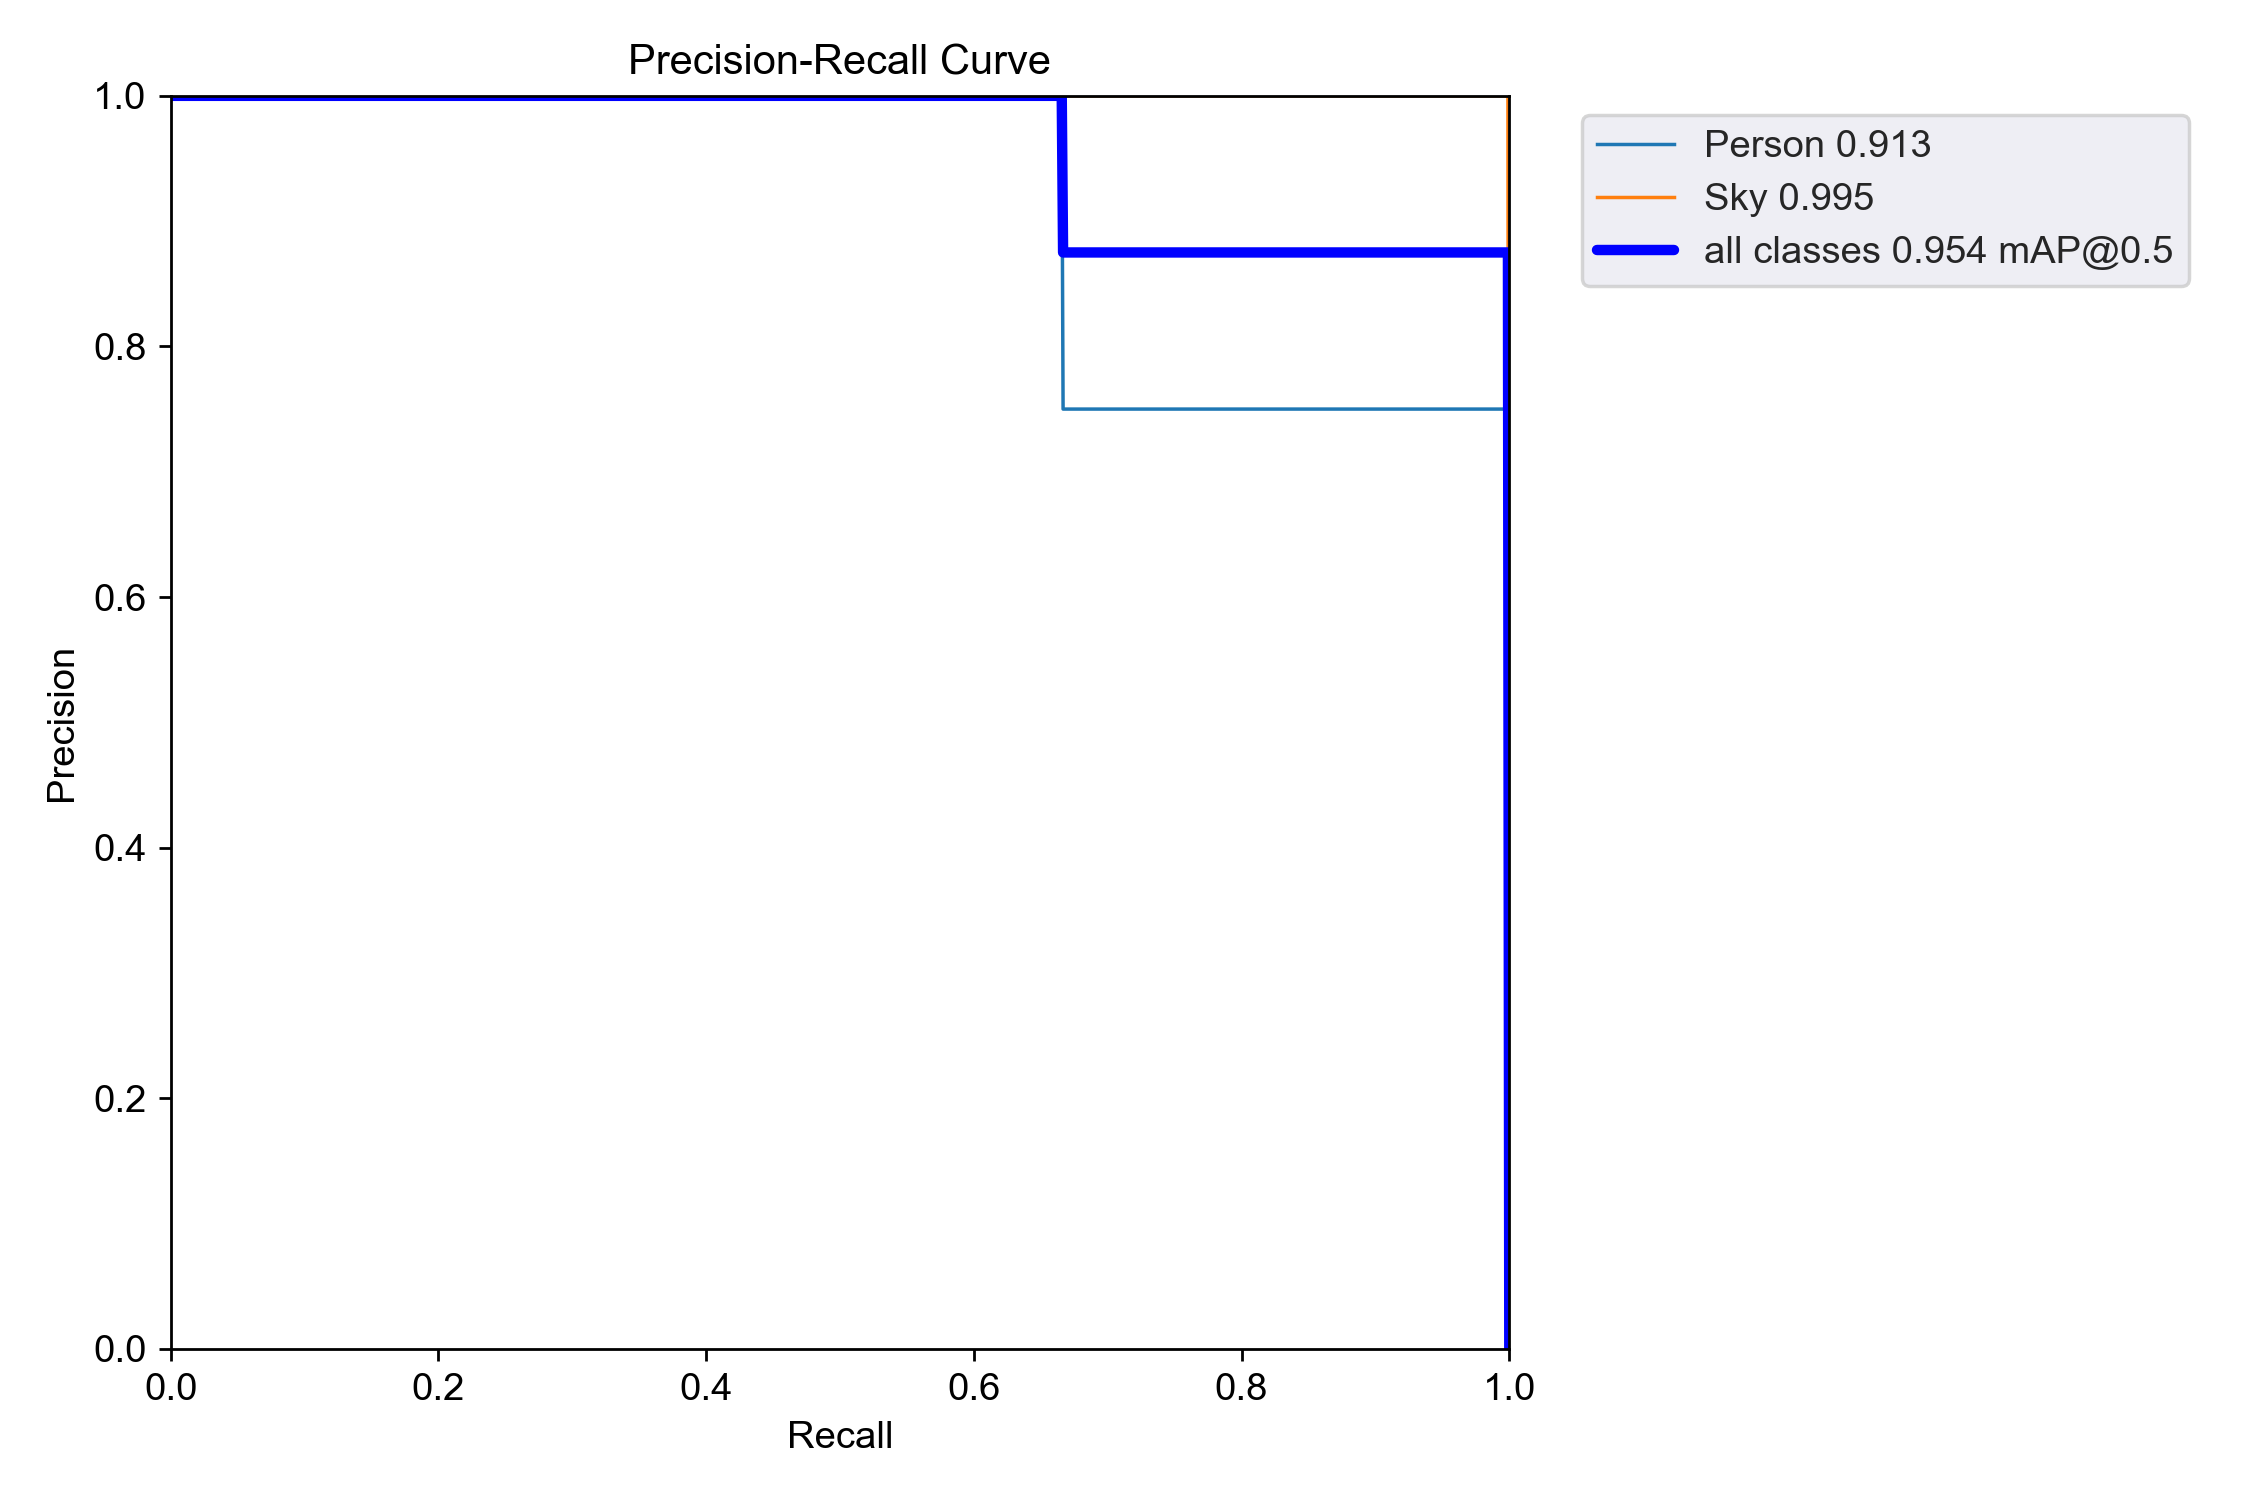 Precision-Recall Curve
Person 0.913
Sky 0.995
all classes 0.954 mAP@0.5
1.0
0.8
0.6
0.4
0.2
0.0
Precision
0.0 0.2 0.4 0.6 0.8 1.0
Recall